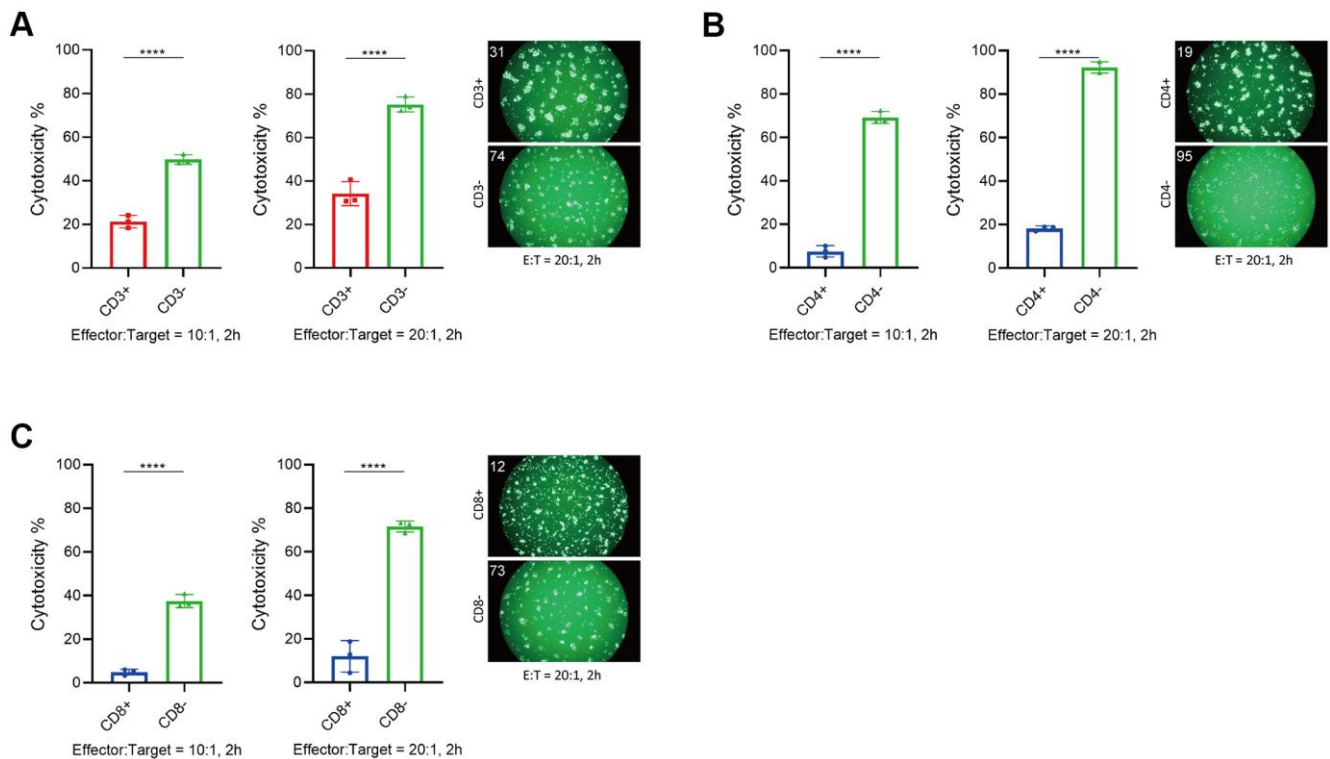 A
B
Cytotoxicity %
100
80
60
40
20
0
****
CD3+
CD3-
Effector:Target = 10:1, 2h
Cytotoxicity %
100
80
60
40
20
0
****
CD3+
CD3-
Effector:Target = 20:1, 2h
31
CD3+
74
CD3-
E:T = 20:1, 2h
Cytotoxicity %
100
80
60
40
20
0
****
CD4+
CD4-
Effector:Target = 10:1, 2h
Cytotoxicity %
100
80
60
40
20
0
****
CD4+
CD4-
Effector:Target = 20:1, 2h
19
CD4+
95
CD4-
E:T = 20:1, 2h
C
Cytotoxicity %
100
80
60
40
20
0
****
CD8+
CD8-
Effector:Target = 10:1, 2h
Cytotoxicity %
100
80
60
40
20
0
****
CD8+
CD8-
Effector:Target = 20:1, 2h
12
CD8+
73
CD8-
E:T = 20:1, 2h